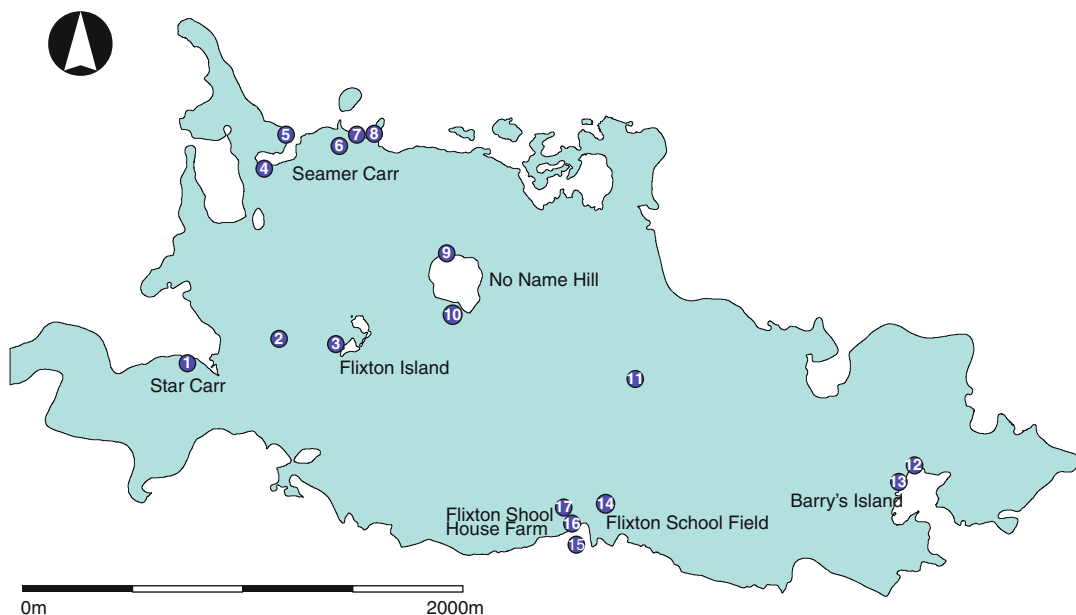 5
7
8
6
4
Seamer Carr
9
No Name Hill
10
2
3
Flixton Island
1
Star Carr
11
12
13
Barry's Island
17
14
Flixton Shool
House Farm
16
Flixton School Field
15
0m
2000m